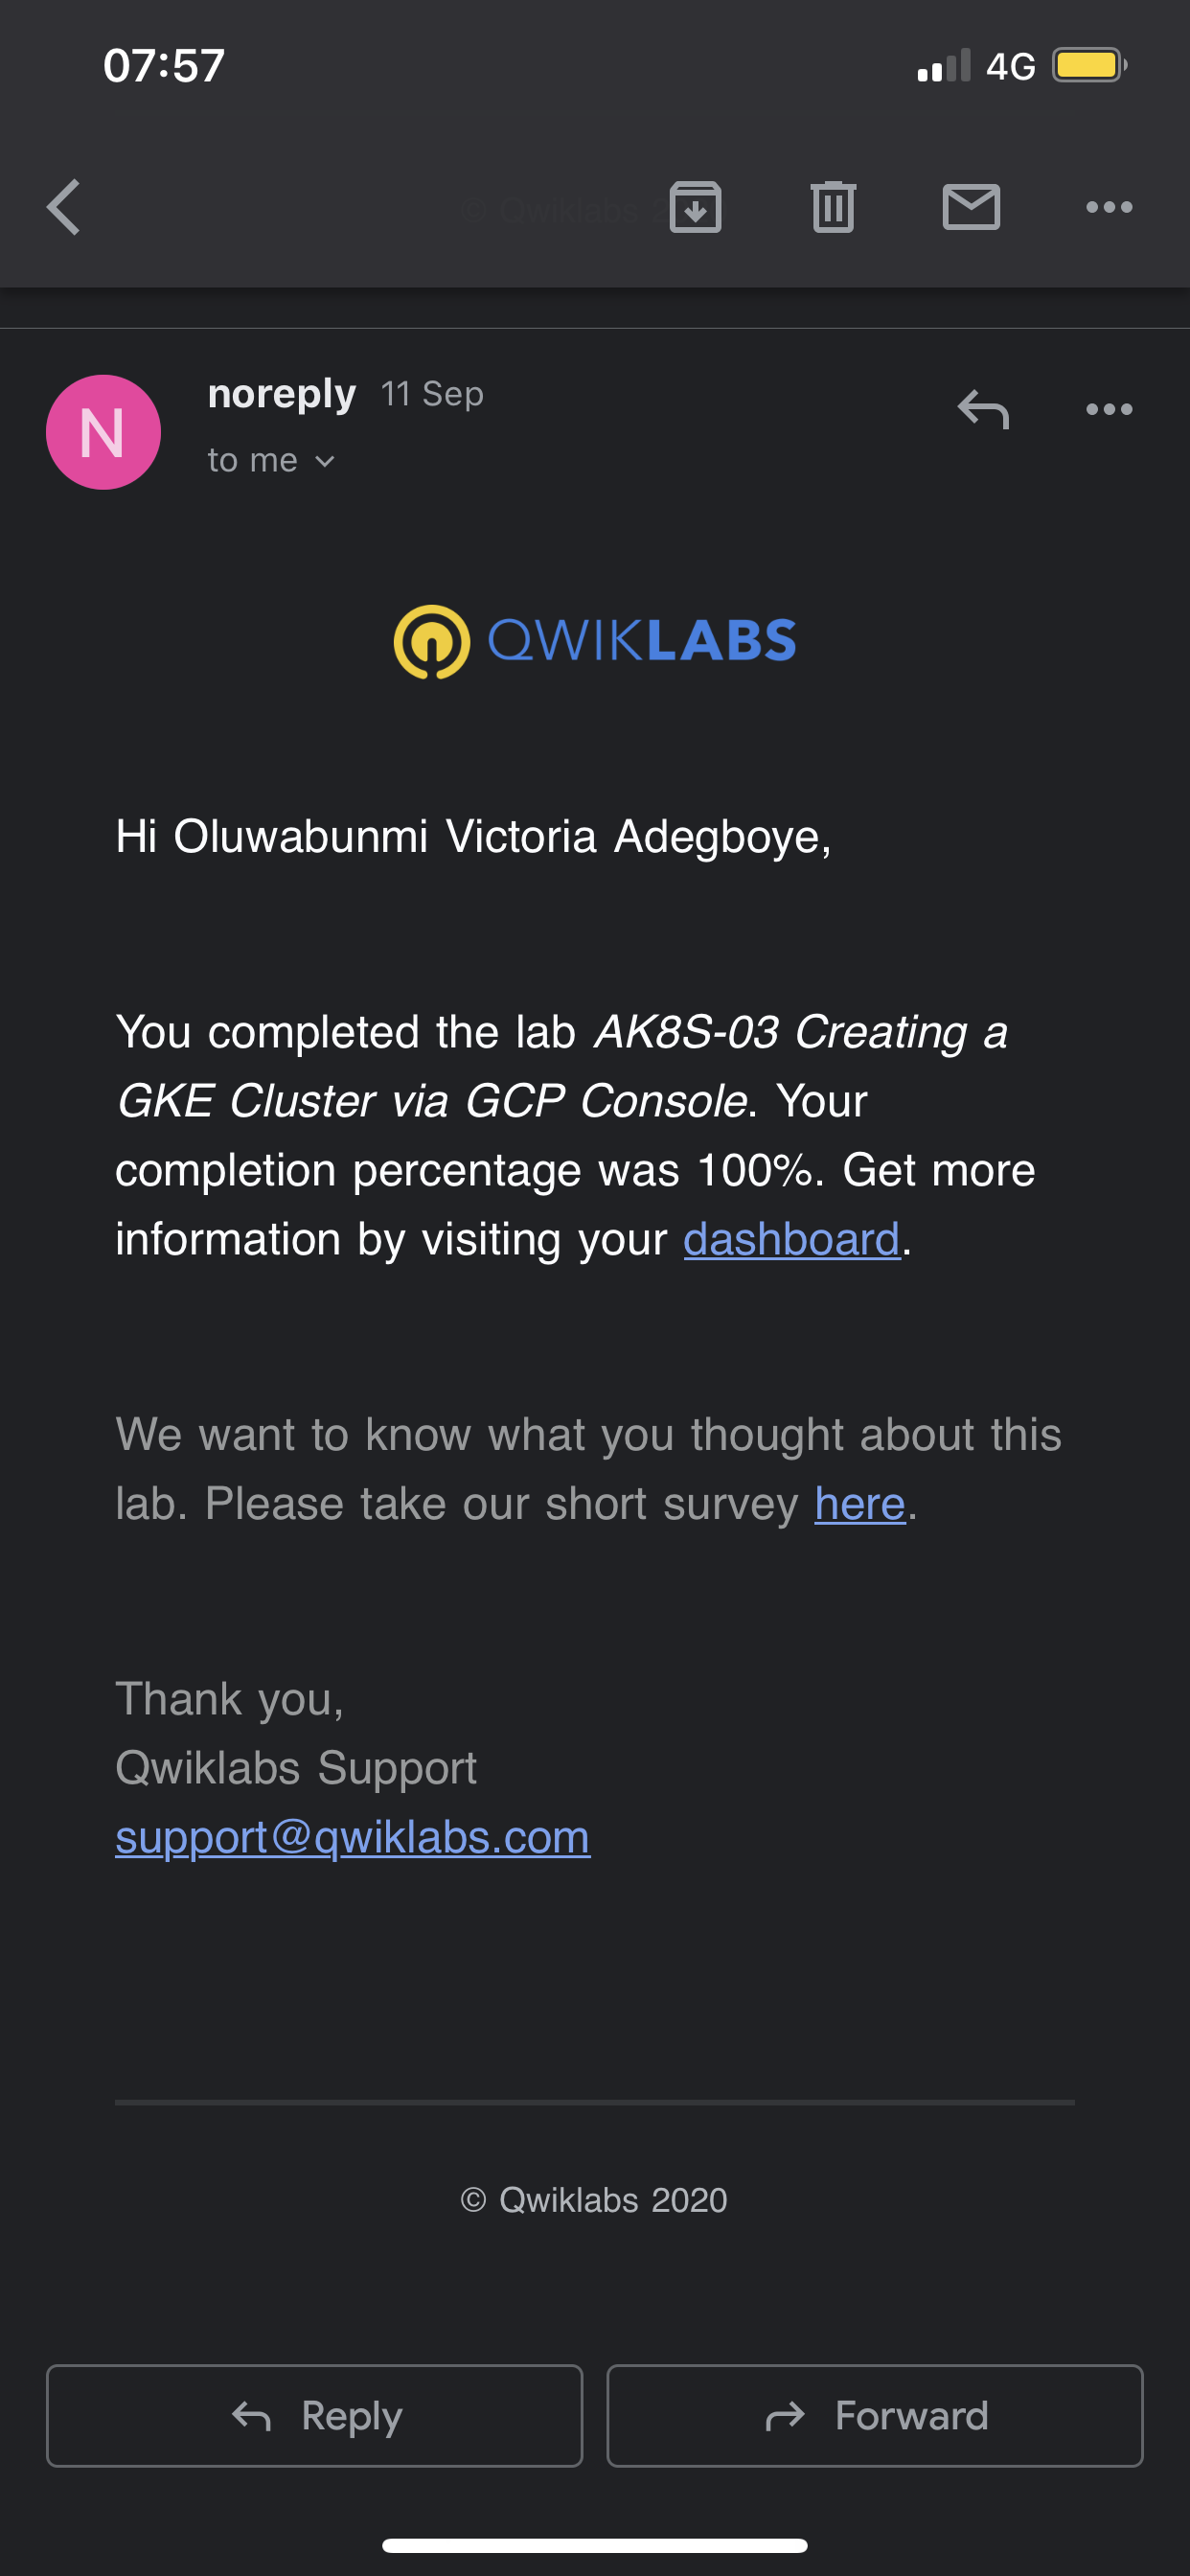 07:57
4G
© Qwiklabs 2
noreply 11 Sep
N
to me
QWIKLABS
Hi Oluwabunmi Victoria Adegboye,
You completed the lab AK8S-03 Creating a
GKE Cluster via GCP Console. Your
completion percentage was 100%. Get more
information by visiting your dashboard.
We want to know what you thought about this
lab. Please take our short survey here.
Thank you,
Qwiklabs Support
support@qwiklabs.com
© Qwiklabs 2020
Reply
Forward